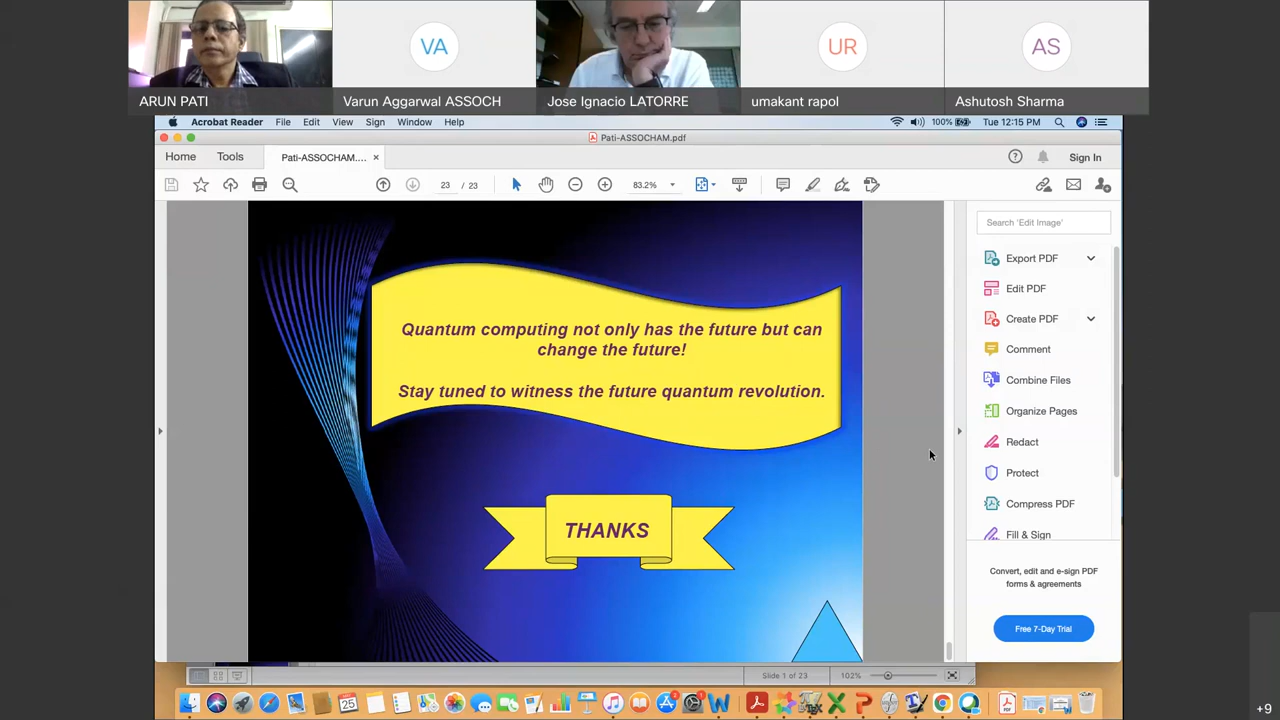 VA
UR
AS
ARUN PATI
Varun Aggarwal ASSOCH
Jose Ignacio LATORRE
umakant rapol
Ashutosh Sharma
Acrobat Reader File Edit View Sign Window Help
100% Tue 12:15 PM
Pati-ASSOCHAM.pdf
Home Tools Pati-ASSOCHAM.... × Sign In
23 / 23 83.2%
Search 'Edit Image'
Export PDF
Edit PDF
Create PDF
Comment
Combine Files
Organize Pages
Redact
Protect
Compress PDF
Fill & Sign
Convert, edit and e-sign PDF
forms & agreements
Free 7-Day Trial
Quantum computing not only has the future but can
change the future!
Stay tuned to witness the future quantum revolution.
THANKS
Slide 1 of 23 102%
25
+9